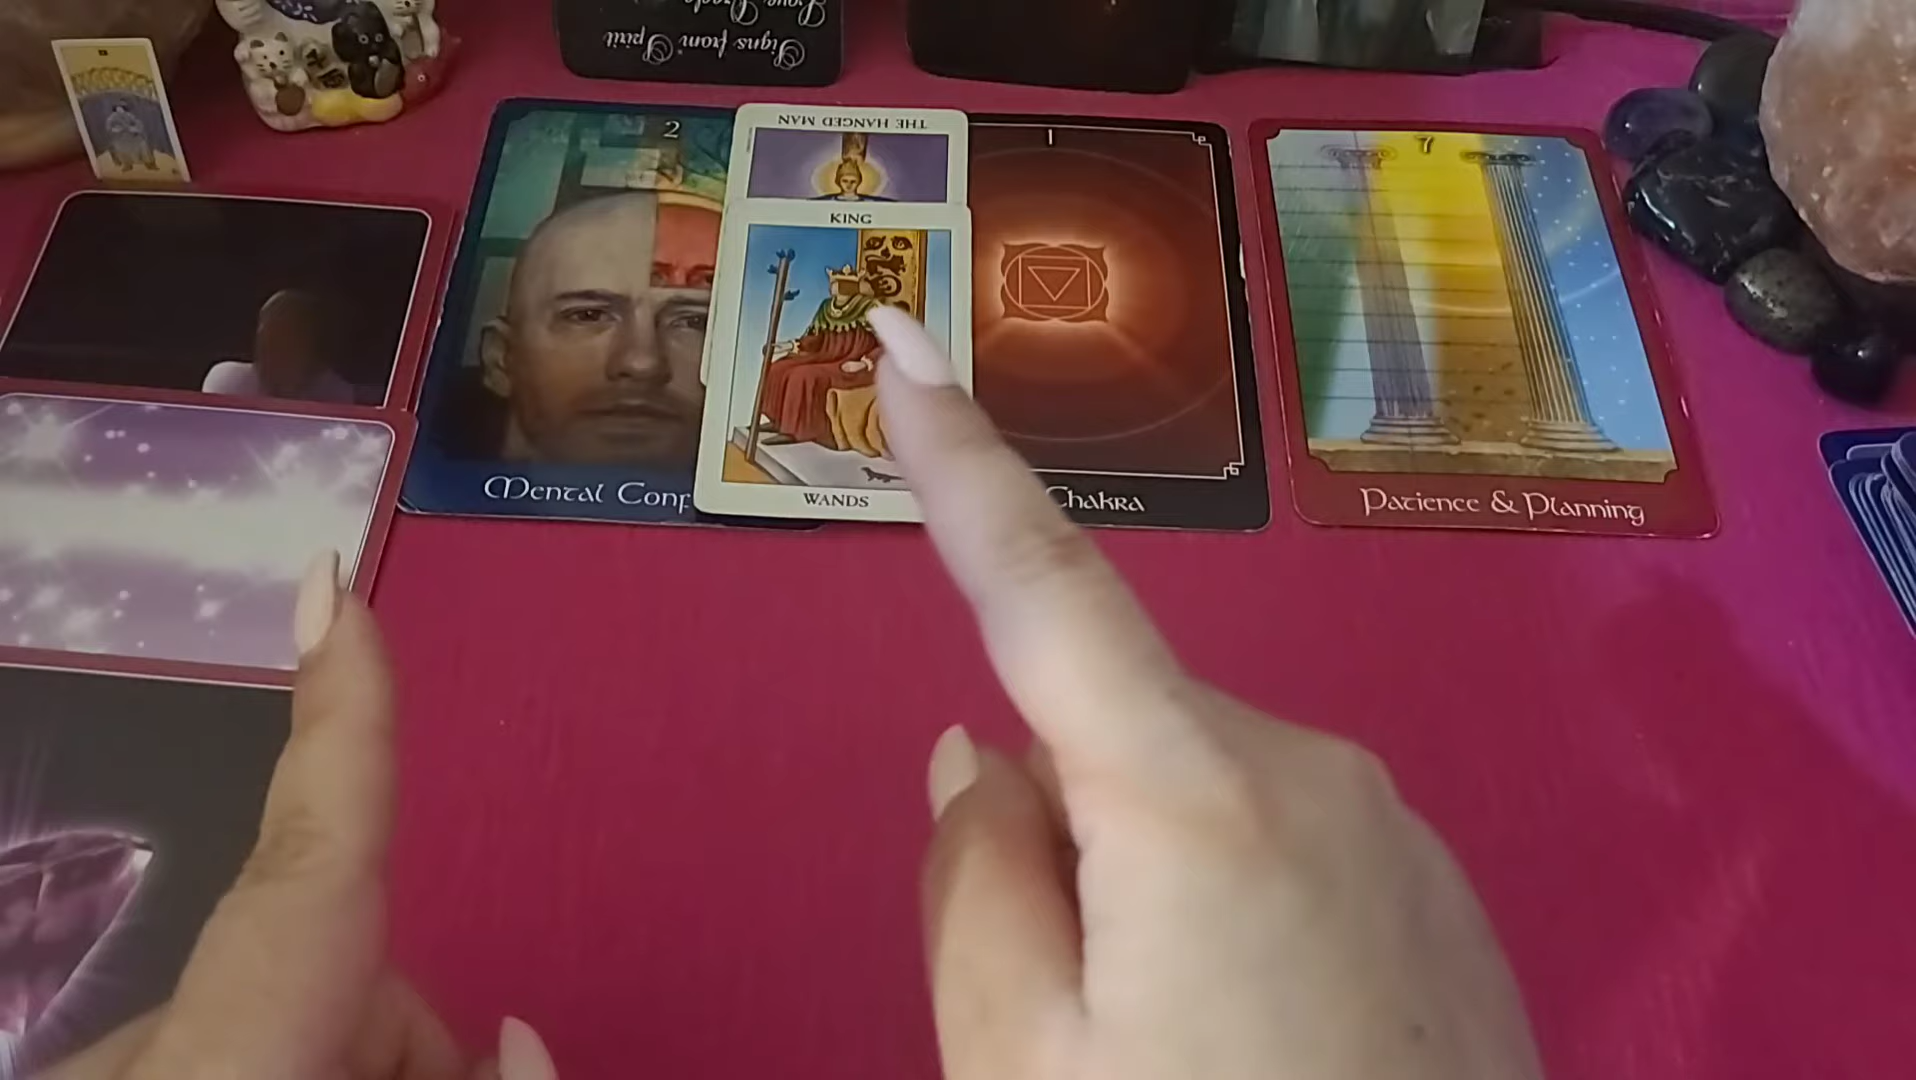 Signs from Spirit
2
THE HANGED MAN
1
7
KING
Mental Conf
WANDS
Chakra
Patience & Planning